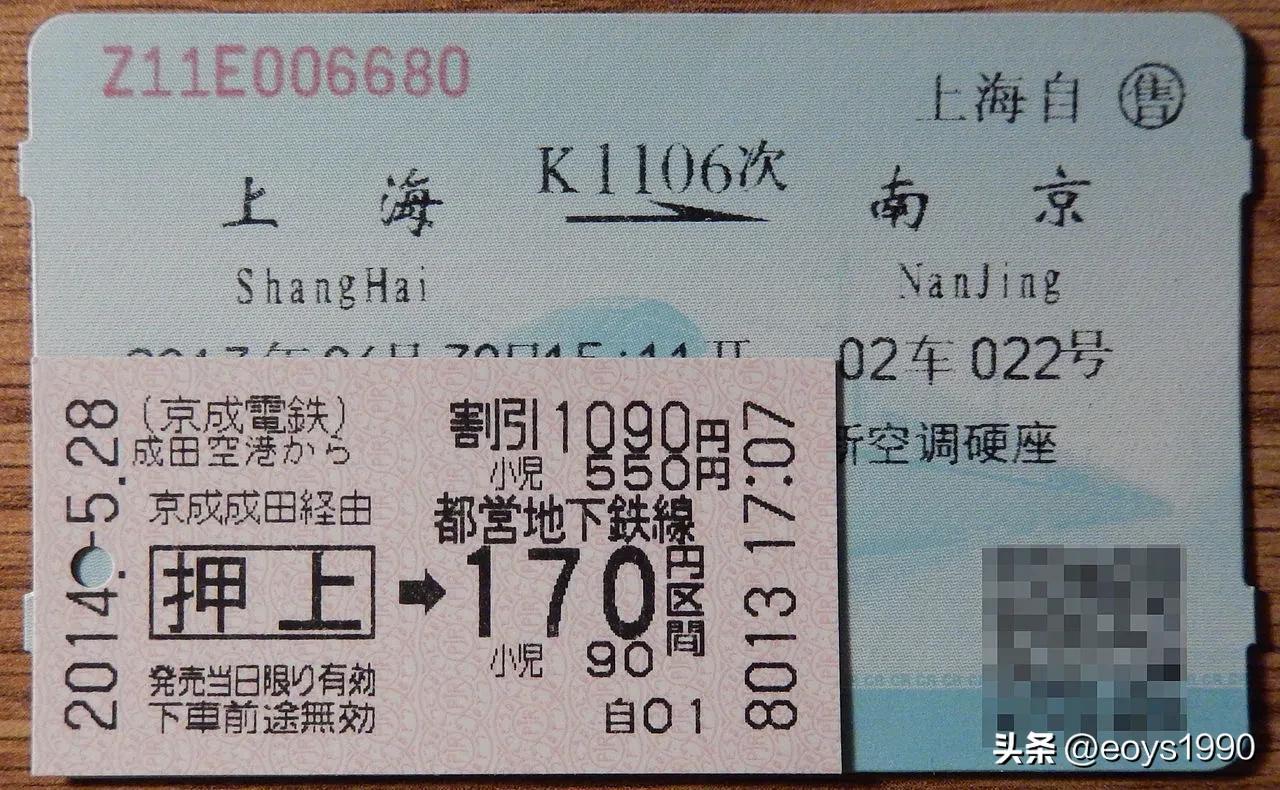 Z11E006680
上海自 售
上海 K1106次 南京
ShangHai NanJing
02车 022号
新空调硬座
2014.-5.28
(京成電鉄)
成田空港から
京成成田経由
押上
発売当日限り有効
下車前途無効
割引 1090円
小児 550円
都営地下鉄線
➡170円区間
小児 90
自01
8013 17:07
头条 @eoys1990